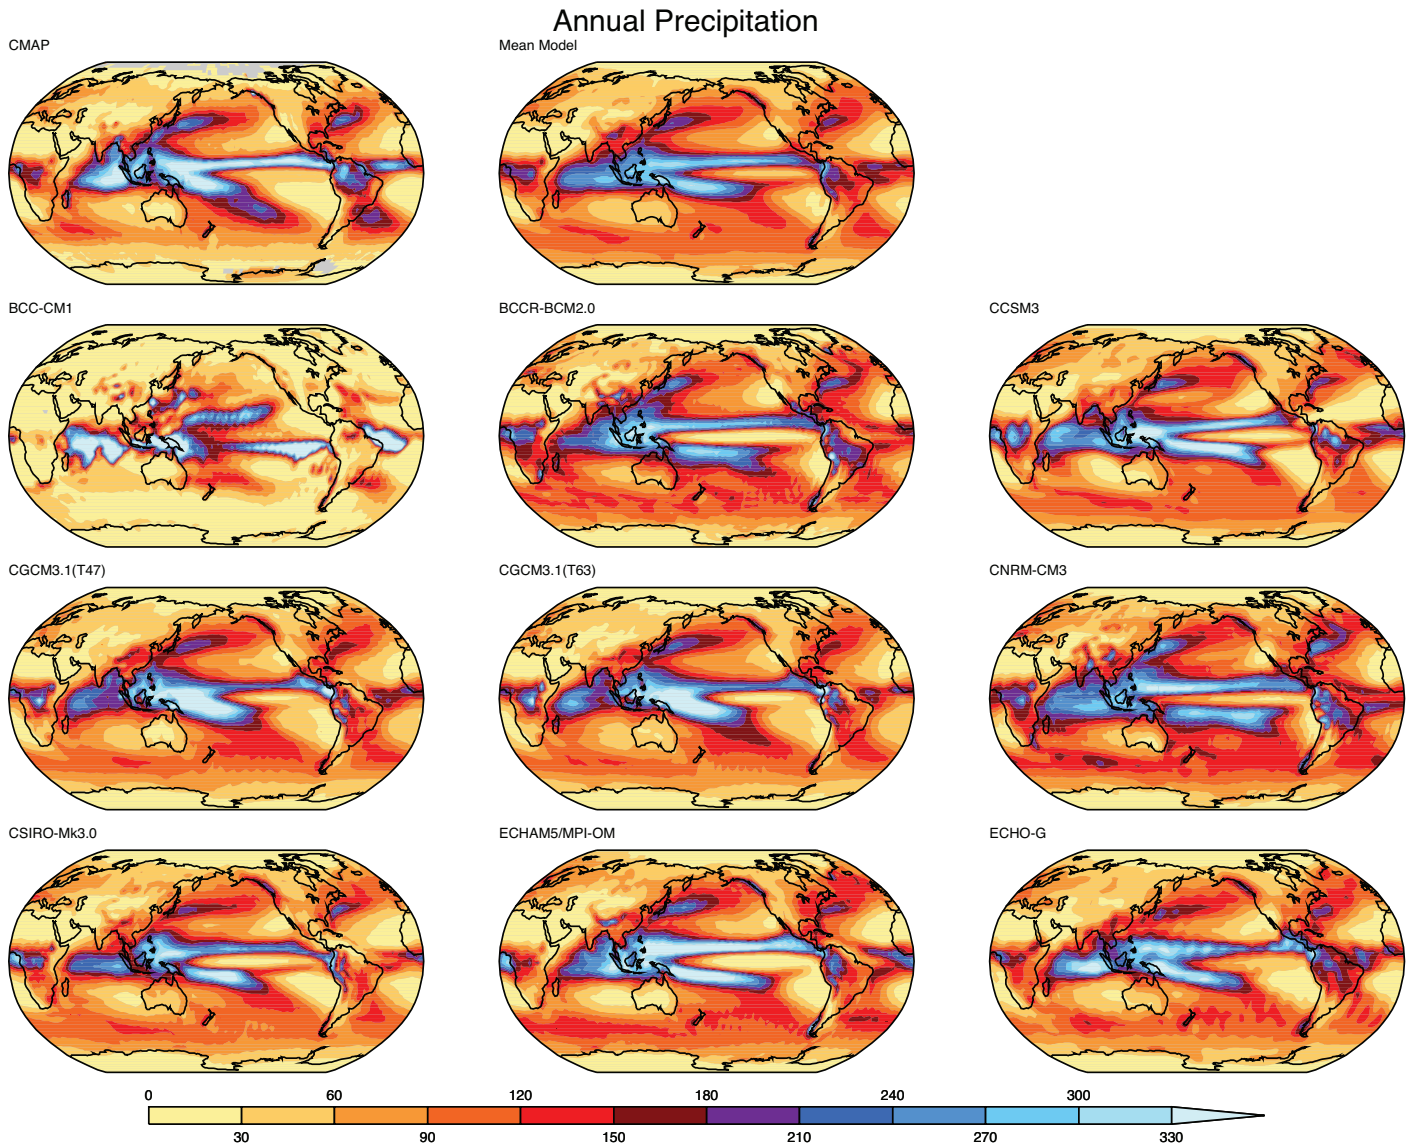 Annual Precipitation
CMAP
Mean Model
BCC-CM1
BCCR-BCM2.0
CCSM3
CGCM3.1(T47)
CGCM3.1(T63)
CNRM-CM3
CSIRO-Mk3.0
ECHAM5/MPI-OM
ECHO-G
0 60 120 180 240 300
30 90 150 210 270 330